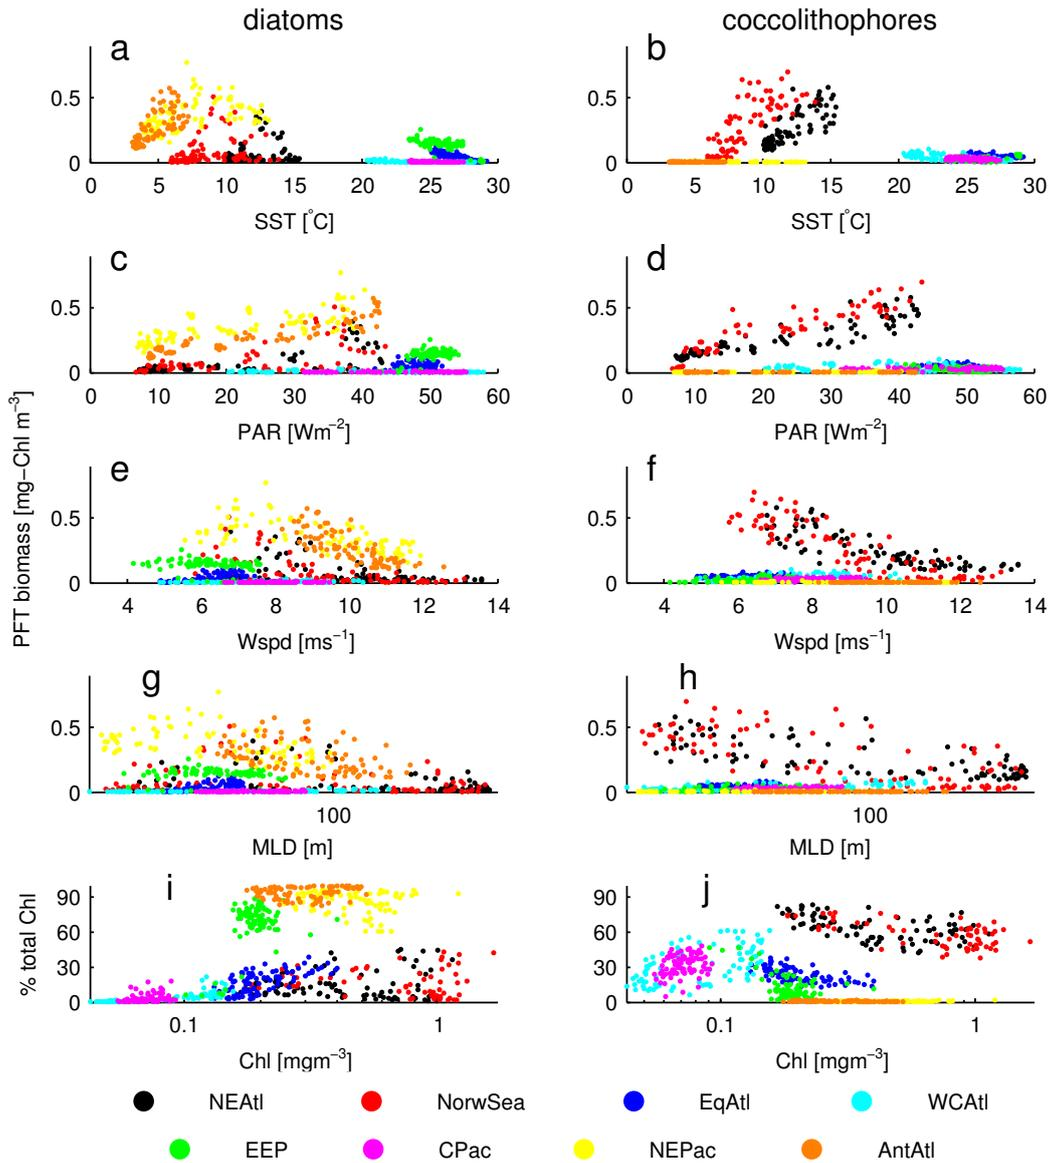 diatoms coccolithophores
a b
0.5 0.5
0 0
0 5 10 15 20 25 30 0 5 10 15 20 25 30
SST [°C] SST [°C]
c d
0.5 0.5
0 0
0 10 20 30 40 50 60 0 10 20 30 40 50 60
PAR [Wm−2] PAR [Wm−2]
PFT biomass [mg−Chl m−3]
e f
0.5 0.5
0 0
4 6 8 10 12 14 4 6 8 10 12 14
Wspd [ms−1] Wspd [ms−1]
g h
0.5 0.5
0 0
100 100
MLD [m] MLD [m]
i j
% total Chl
90 90
60 60
30 30
0 0
0.1 1 0.1 1
Chl [mgm−3] Chl [mgm−3]
NEAtl NorwSea EqAtl WCAtl
EEP CPac NEPac AntAtl